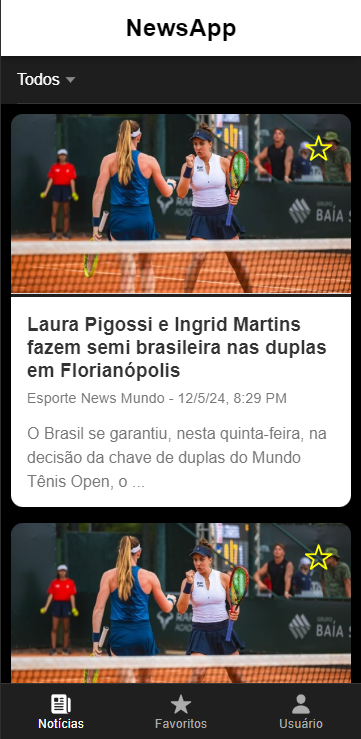 NewsApp
Todos
GRUPO
BAÍA S
Laura Pigossi e Ingrid Martins
fazem semi brasileira nas duplas
em Florianópolis
Esporte News Mundo - 12/5/24, 8:29 PM
O Brasil se garantiu, nesta quinta-feira, na
decisão da chave de duplas do Mundo
Tênis Open, o ...
GRUPO
BAÍA S
Notícias
Favoritos
Usuário